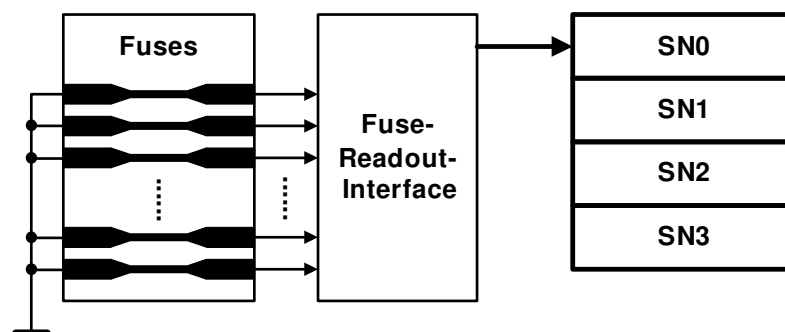 Fuses
Fuse-
Readout-
Interface
SN0
SN1
SN2
SN3